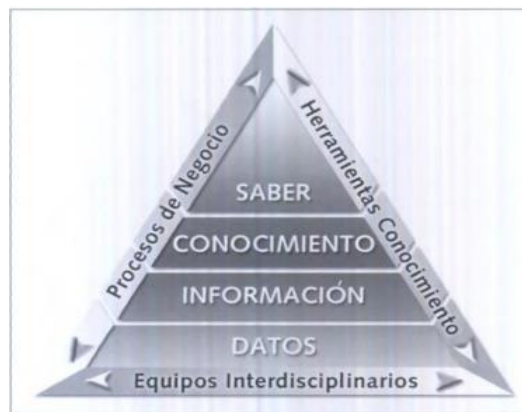 Procesos de Negocio
Herramientas Conocimiento
SABER
CONOCIMIENTO
INFORMACIÓN
DATOS
Equipos Interdisciplinarios